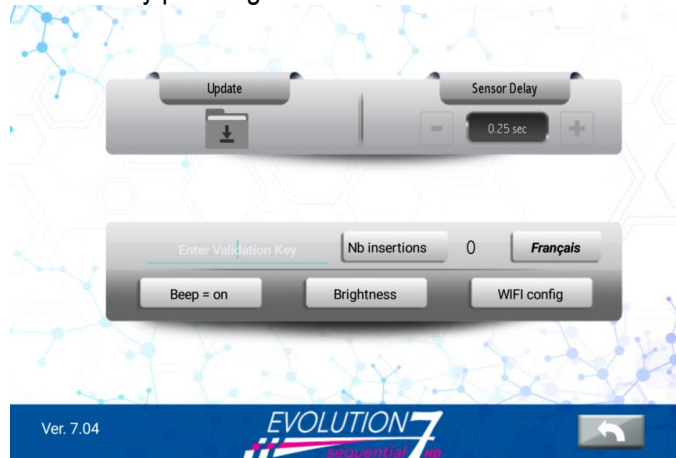 Update
Sensor Delay
0.25 sec
Enter Validation Key
Nb insertions
0
Français
Beep = on
Brightness
WIFI config
Ver. 7.04
EVOLUTION 7
sequential HD